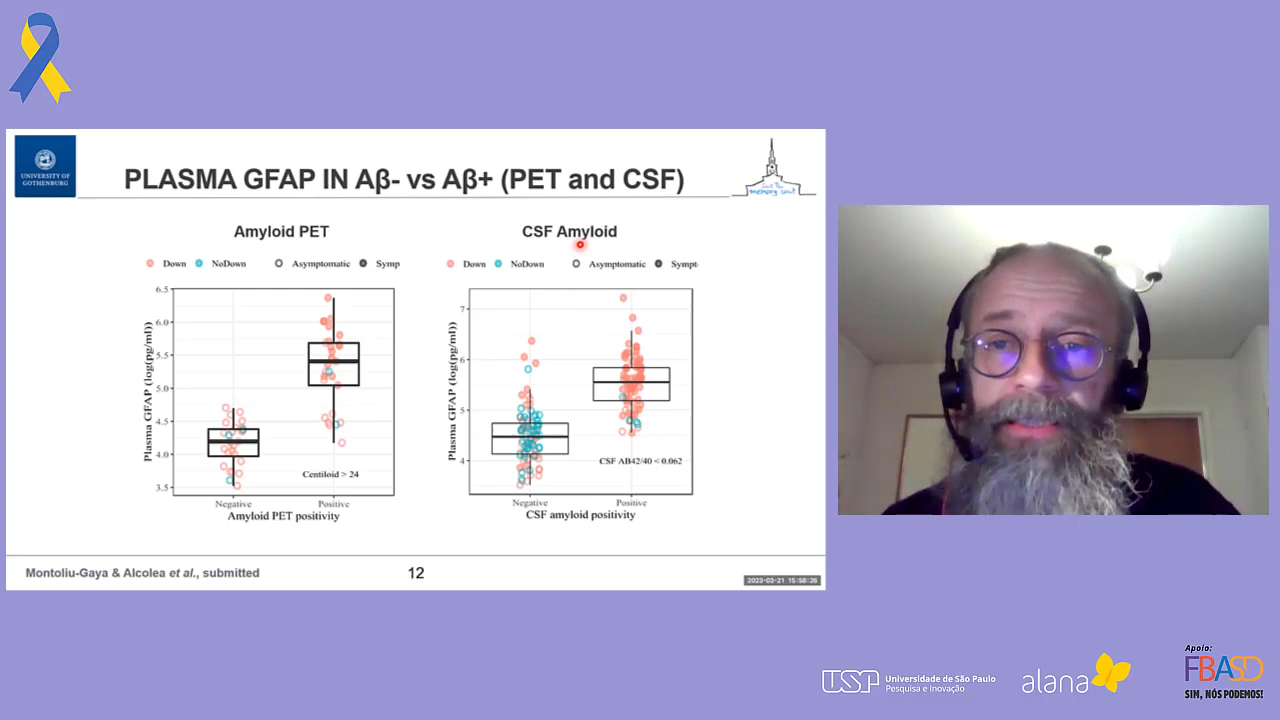 UNIVERSITY OF
GOTHENBURG
PLASMA GFAP IN Aβ- vs Aβ+ (PET and CSF)
memory unit
Amyloid PET
Down NoDown Asymptomatic Symp
Plasma GFAP (log(pg/ml))
6.5
6.0
5.5
5.0
4.5
4.0
3.5
Centiloid > 24
Negative Positive
Amyloid PET positivity
CSF Amyloid
Down NoDown Asymptomatic Sympt
Plasma GFAP (log(pg/ml))
7
6
5
4
CSF AB42/40 < 0.062
Negative Positive
CSF amyloid positivity
Montoliu-Gaya & Alcolea et al., submitted
12
2023-03-21 15:58:26
USP Universidade de São Paulo
Pesquisa e Inovação
alana
Apoio:
FBASD
SIM, NÓS PODEMOS!